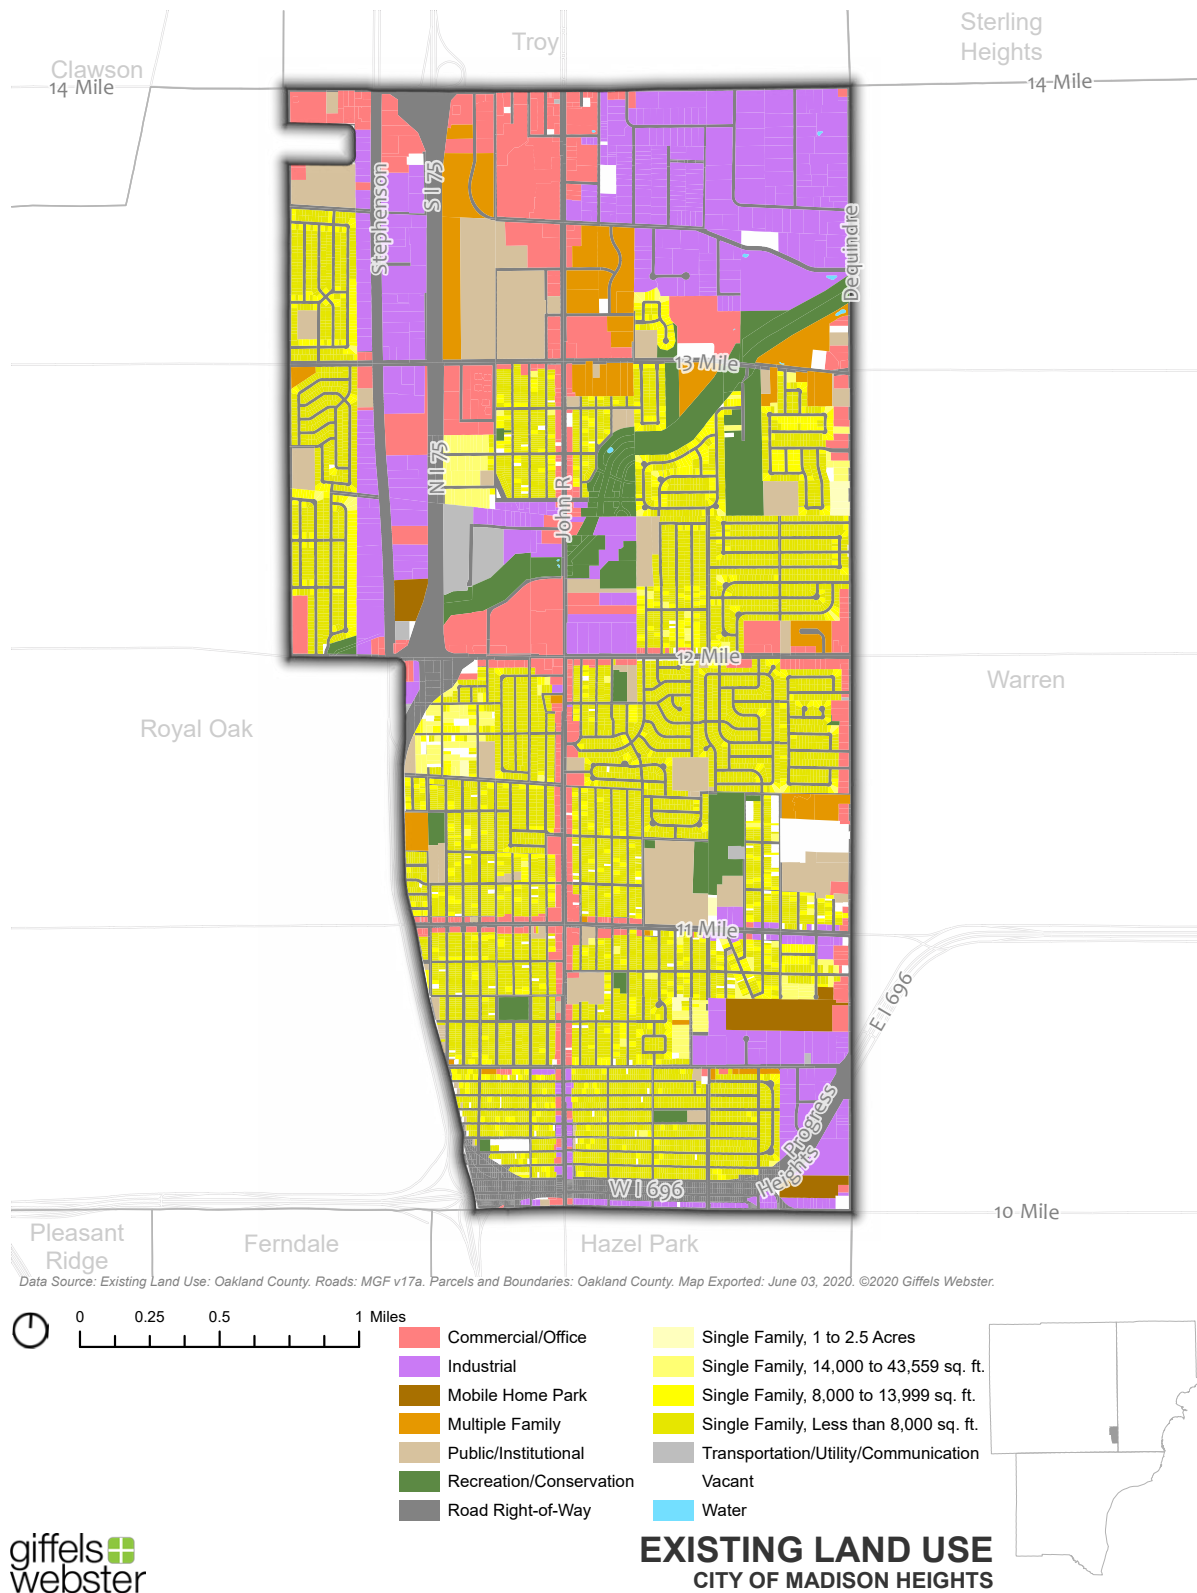 Troy
Sterling
Heights
Clawson
14 Mile
14 Mile
Stephenson
S I 75
Dequindre
13 Mile
N I 75
John R
12 Mile
Warren
Royal Oak
11 Mile
E I 696
Progress
Heights
W I 696
10 Mile
Pleasant
Ridge
Ferndale
Hazel Park
Data Source: Existing Land Use: Oakland County. Roads: MGF v17a. Parcels and Boundaries: Oakland County. Map Exported: June 03, 2020. ©2020 Giffels Webster.
0 0.25 0.5 1 Miles
Commercial/Office
Industrial
Mobile Home Park
Multiple Family
Public/Institutional
Recreation/Conservation
Road Right-of-Way
Single Family, 1 to 2.5 Acres
Single Family, 14,000 to 43,559 sq. ft.
Single Family, 8,000 to 13,999 sq. ft.
Single Family, Less than 8,000 sq. ft.
Transportation/Utility/Communication
Vacant
Water
giffels
webster
EXISTING LAND USE
CITY OF MADISON HEIGHTS